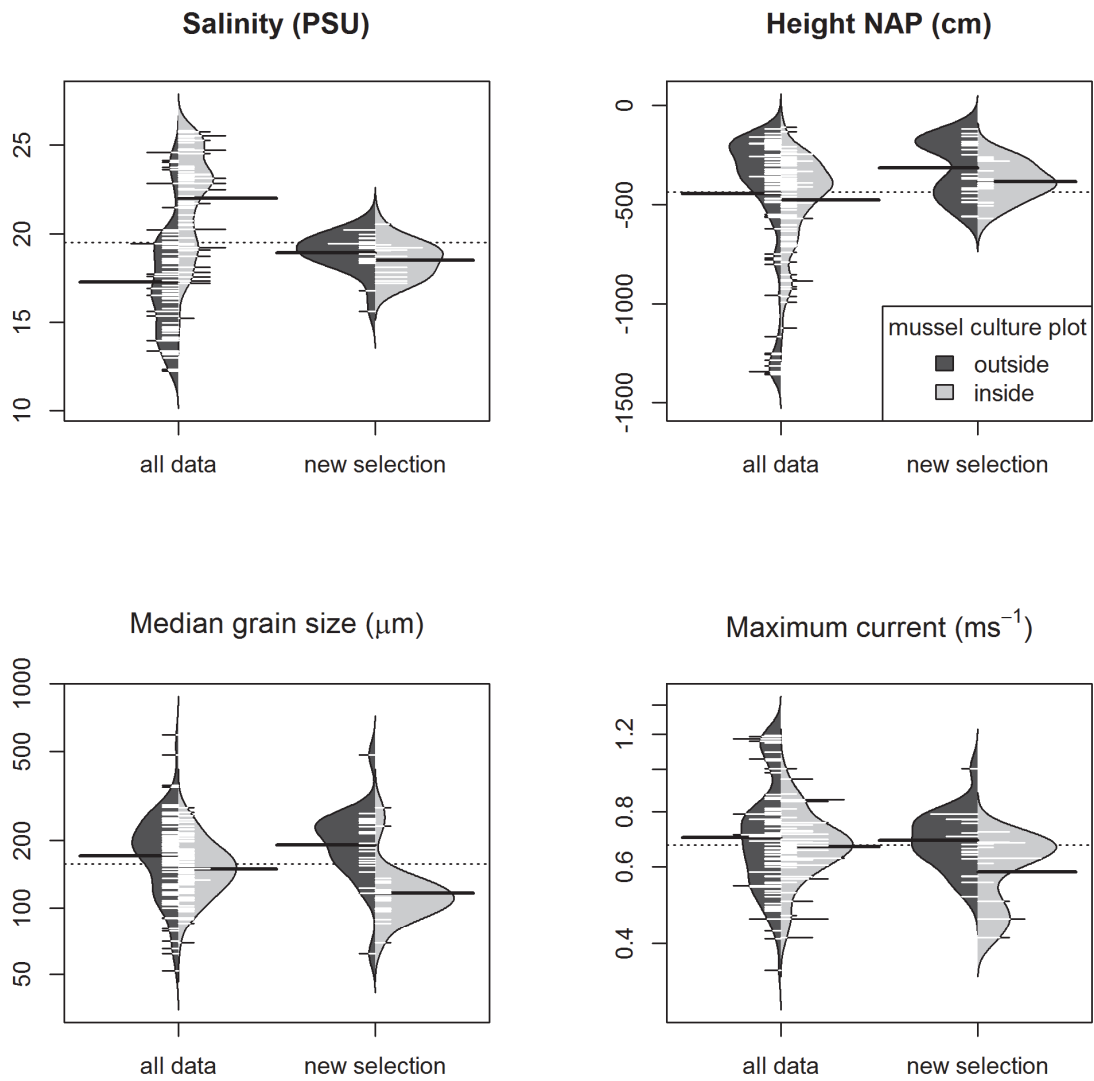 Salinity (PSU)
25
20
15
10
all data
new selection
Height NAP (cm)
0
-500
-1000
-1500
mussel culture plot
outside
inside
all data
new selection
Median grain size (μm)
1000
500
200
100
50
all data
new selection
Maximum current (ms⁻¹)
1.2
0.8
0.6
0.4
all data
new selection